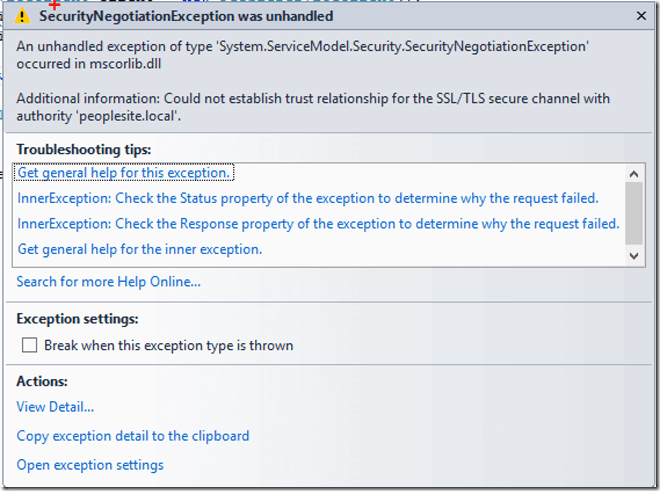 SecurityNegotiationException was unhandled
An unhandled exception of type 'System.ServiceModel.Security.SecurityNegotiationException'
occurred in mscorlib.dll
Additional information: Could not establish trust relationship for the SSL/TLS secure channel with
authority 'peoplesite.local'.
Troubleshooting tips:
Get general help for this exception.
InnerException: Check the Status property of the exception to determine why the request failed.
InnerException: Check the Response property of the exception to determine why the request failed.
Get general help for the inner exception.
Search for more Help Online...
Exception settings:
Break when this exception type is thrown
Actions:
View Detail...
Copy exception detail to the clipboard
Open exception settings